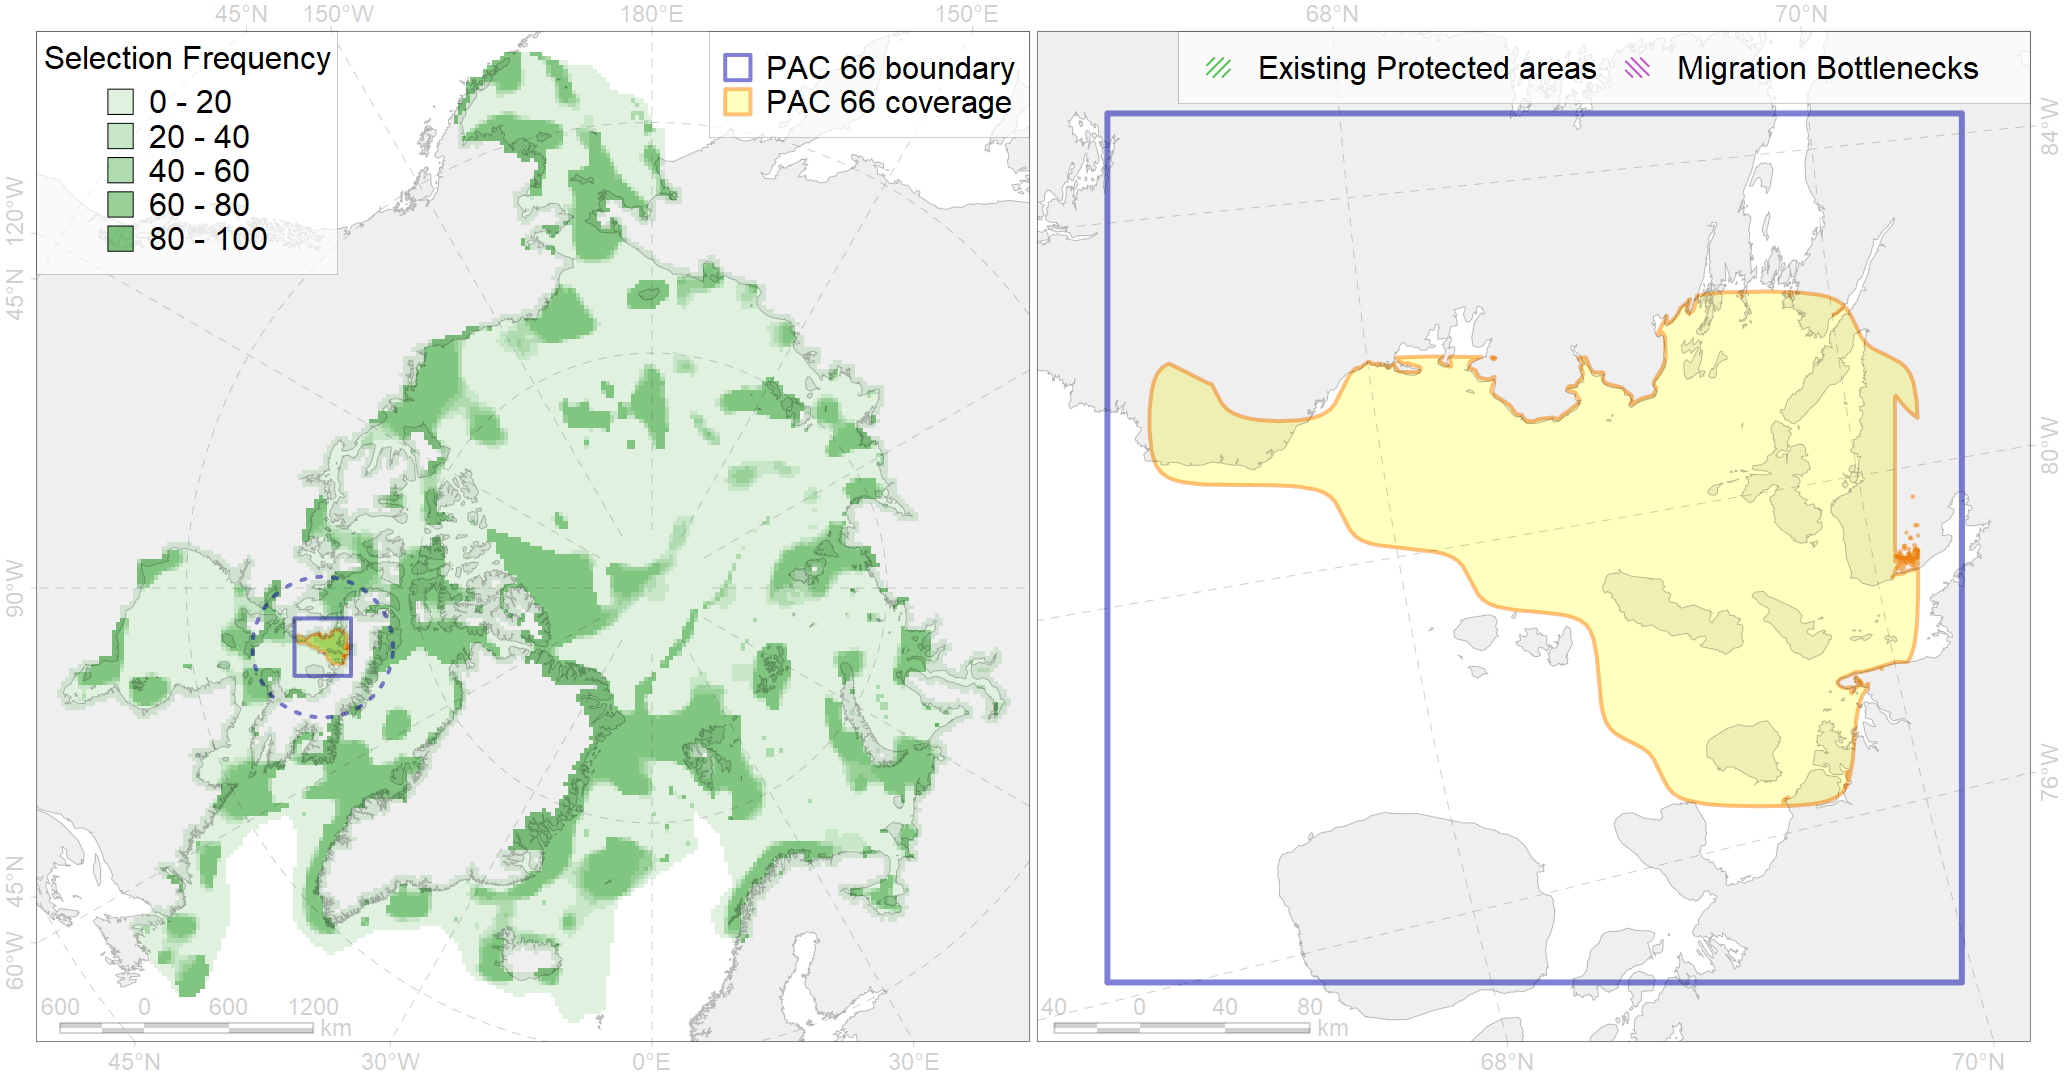 45°N 150°W 180°E 150°E 68°N 70°N
Selection Frequency
0 - 20
20 - 40
40 - 60
60 - 80
80 - 100
PAC 66 boundary
PAC 66 coverage
Existing Protected areas
Migration Bottlenecks
120°W
45°N
90°W
45°N
60°W
84°W
80°W
76°W
600 0 600 1200
km
40 0 40 80
km
45°N 30°W 0°E 30°E 68°N 70°N